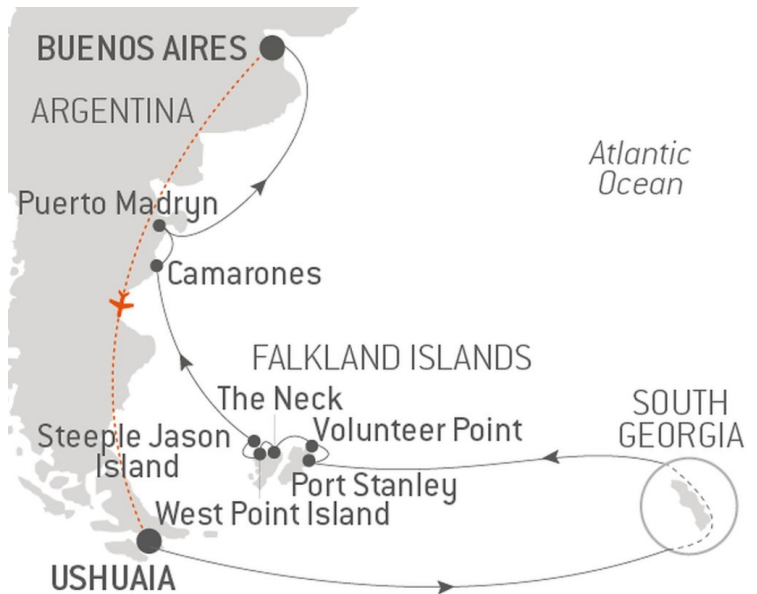 BUENOS AIRES
ARGENTINA
Atlantic
Ocean
Puerto Madryn
Camarones
FALKLAND ISLANDS
The Neck
SOUTH
GEORGIA
Volunteer Point
Steeple Jason
Island
Port Stanley
West Point Island
USHUAIA